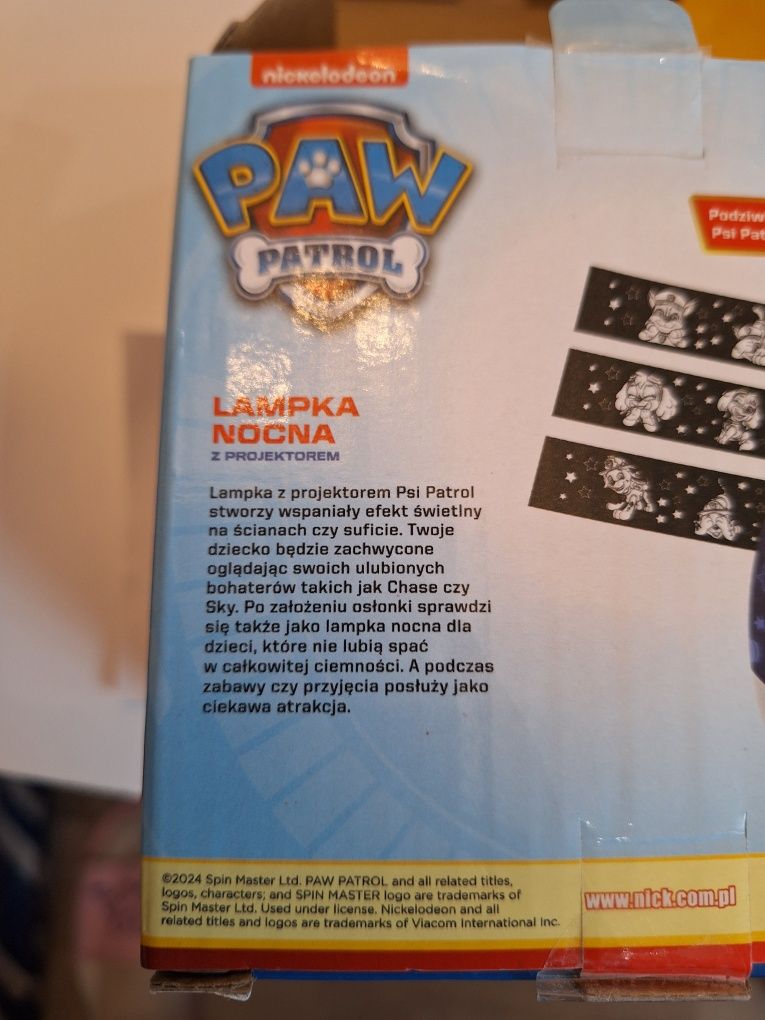 nickelodeon
PAW
PATROL
Podziw
Psi Pat
LAMPKA
NOCNA
Z PROJEKTOREM
Lampka z projektorem Psi Patrol
stworzy wspaniały efekt świetlny
na ścianach czy suficie. Twoje
dziecko będzie zachwycone
oglądając swoich ulubionych
bohaterów takich jak Chase czy
Sky. Po założeniu osłonki sprawdzi
się także jako lampka nocna dla
dzieci, które nie lubią spać
w całkowitej ciemności. A podczas
zabawy czy przyjęcia posłuży jako
ciekawa atrakcja.
©2024 Spin Master Ltd. PAW PATROL and all related titles,
logos, characters; and SPIN MASTER logo are trademarks of
Spin Master Ltd. Used under license. Nickelodeon and all
related titles and logos are trademarks of Viacom International Inc.
www.nick.com.pl